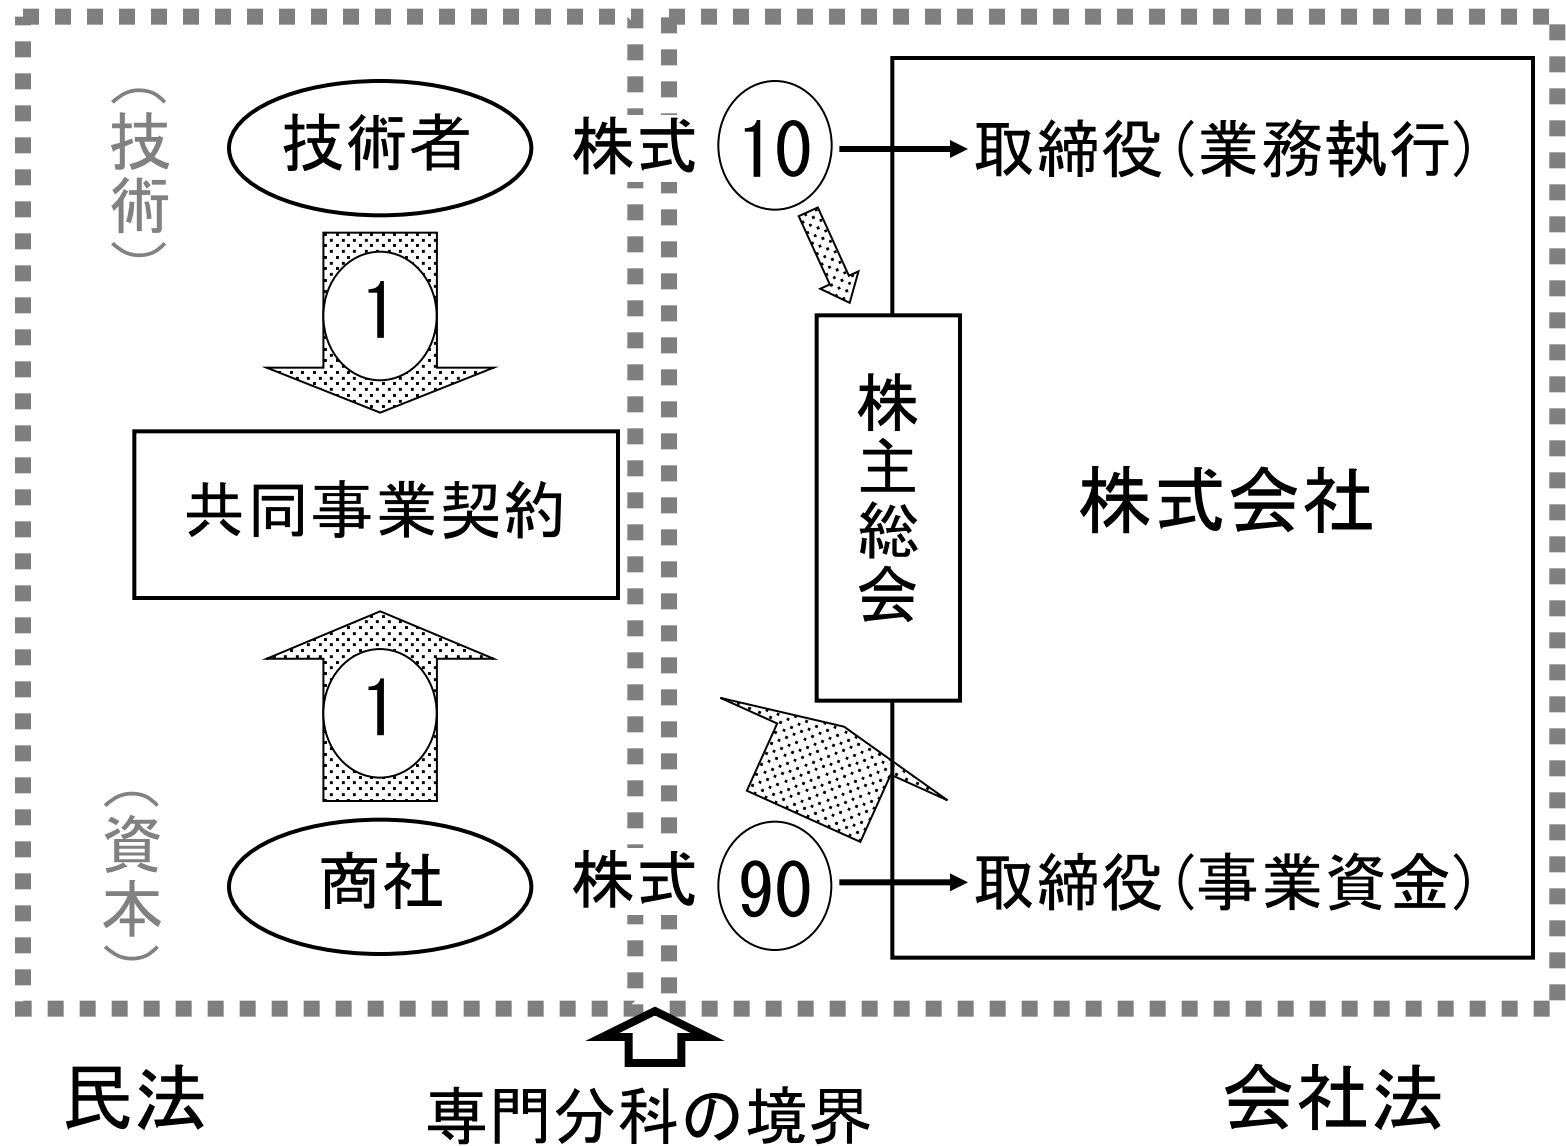 （技術）
技術者
1
共同事業契約
1
（資本）
商社
株式 10
取締役（業務執行）
株主総会
株式会社
株式 90
取締役（事業資金）
民法
専門分科の境界
会社法